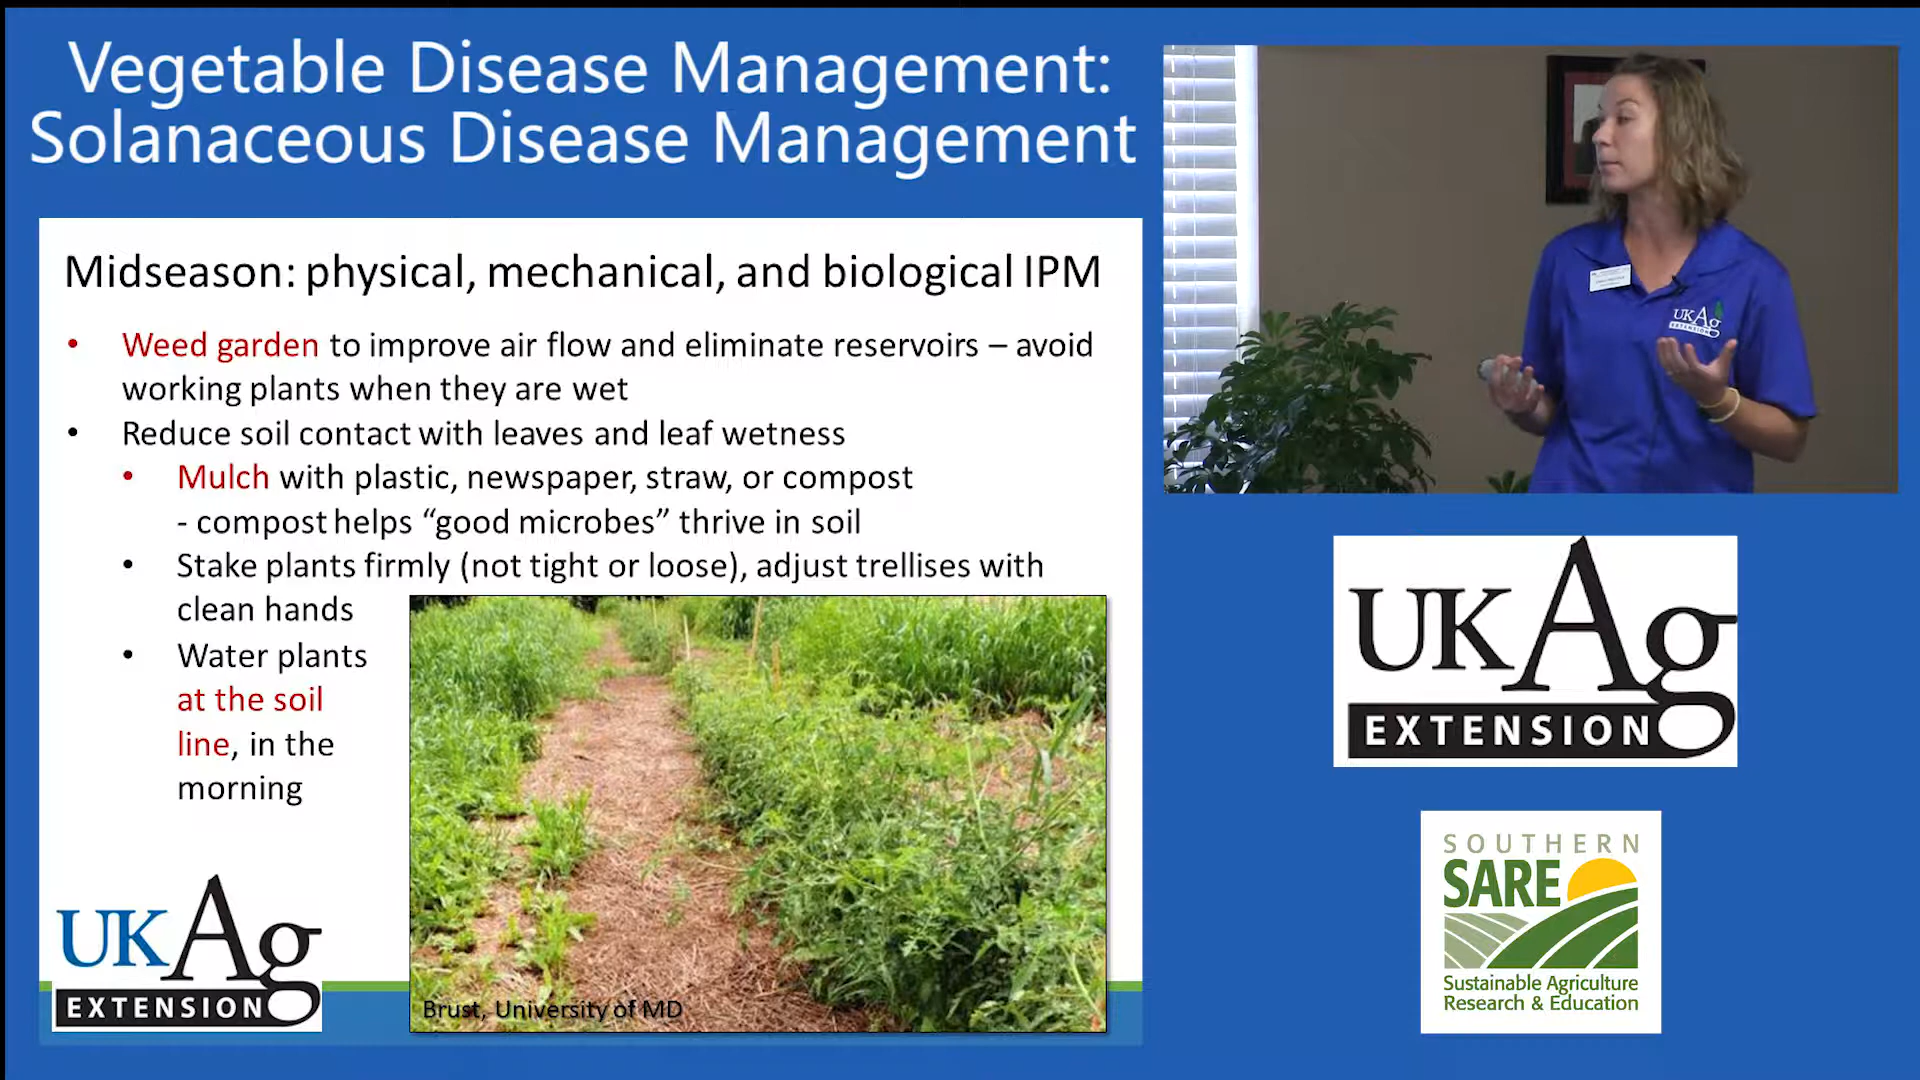 Vegetable Disease Management:
Solanaceous Disease Management
Midseason: physical, mechanical, and biological IPM
• Weed garden to improve air flow and eliminate reservoirs – avoid
working plants when they are wet
• Reduce soil contact with leaves and leaf wetness
• Mulch with plastic, newspaper, straw, or compost
- compost helps “good microbes” thrive in soil
• Stake plants firmly (not tight or loose), adjust trellises with
clean hands
• Water plants
at the soil
line, in the
morning
Brust, University of MD
UKAg
EXTENSION
UKAg
EXTENSION
UKAg
EXTENSION
SOUTHERN
SARE
Sustainable Agriculture
Research & Education